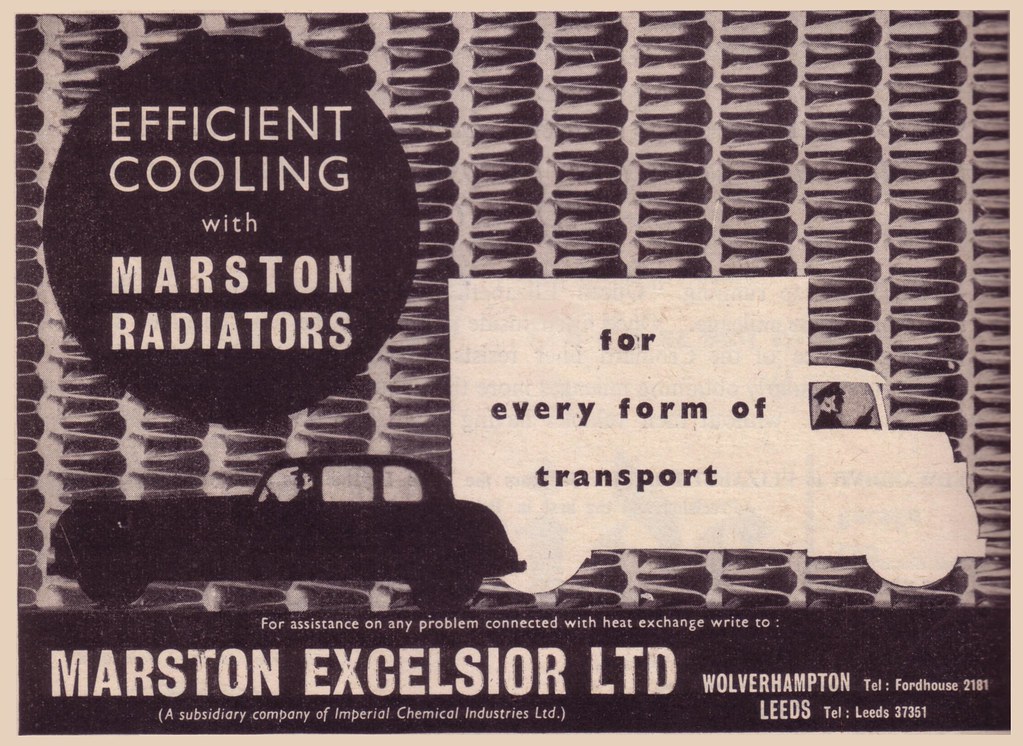 EFFICIENT
COOLING
with
MARSTON
RADIATORS
for
every form of
transport
For assistance on any problem connected with heat exchange write to :
MARSTON EXCELSIOR LTD
(A subsidiary company of Imperial Chemical Industries Ltd.)
WOLVERHAMPTON Tel : Fordhouse 2181
LEEDS Tel : Leeds 37351